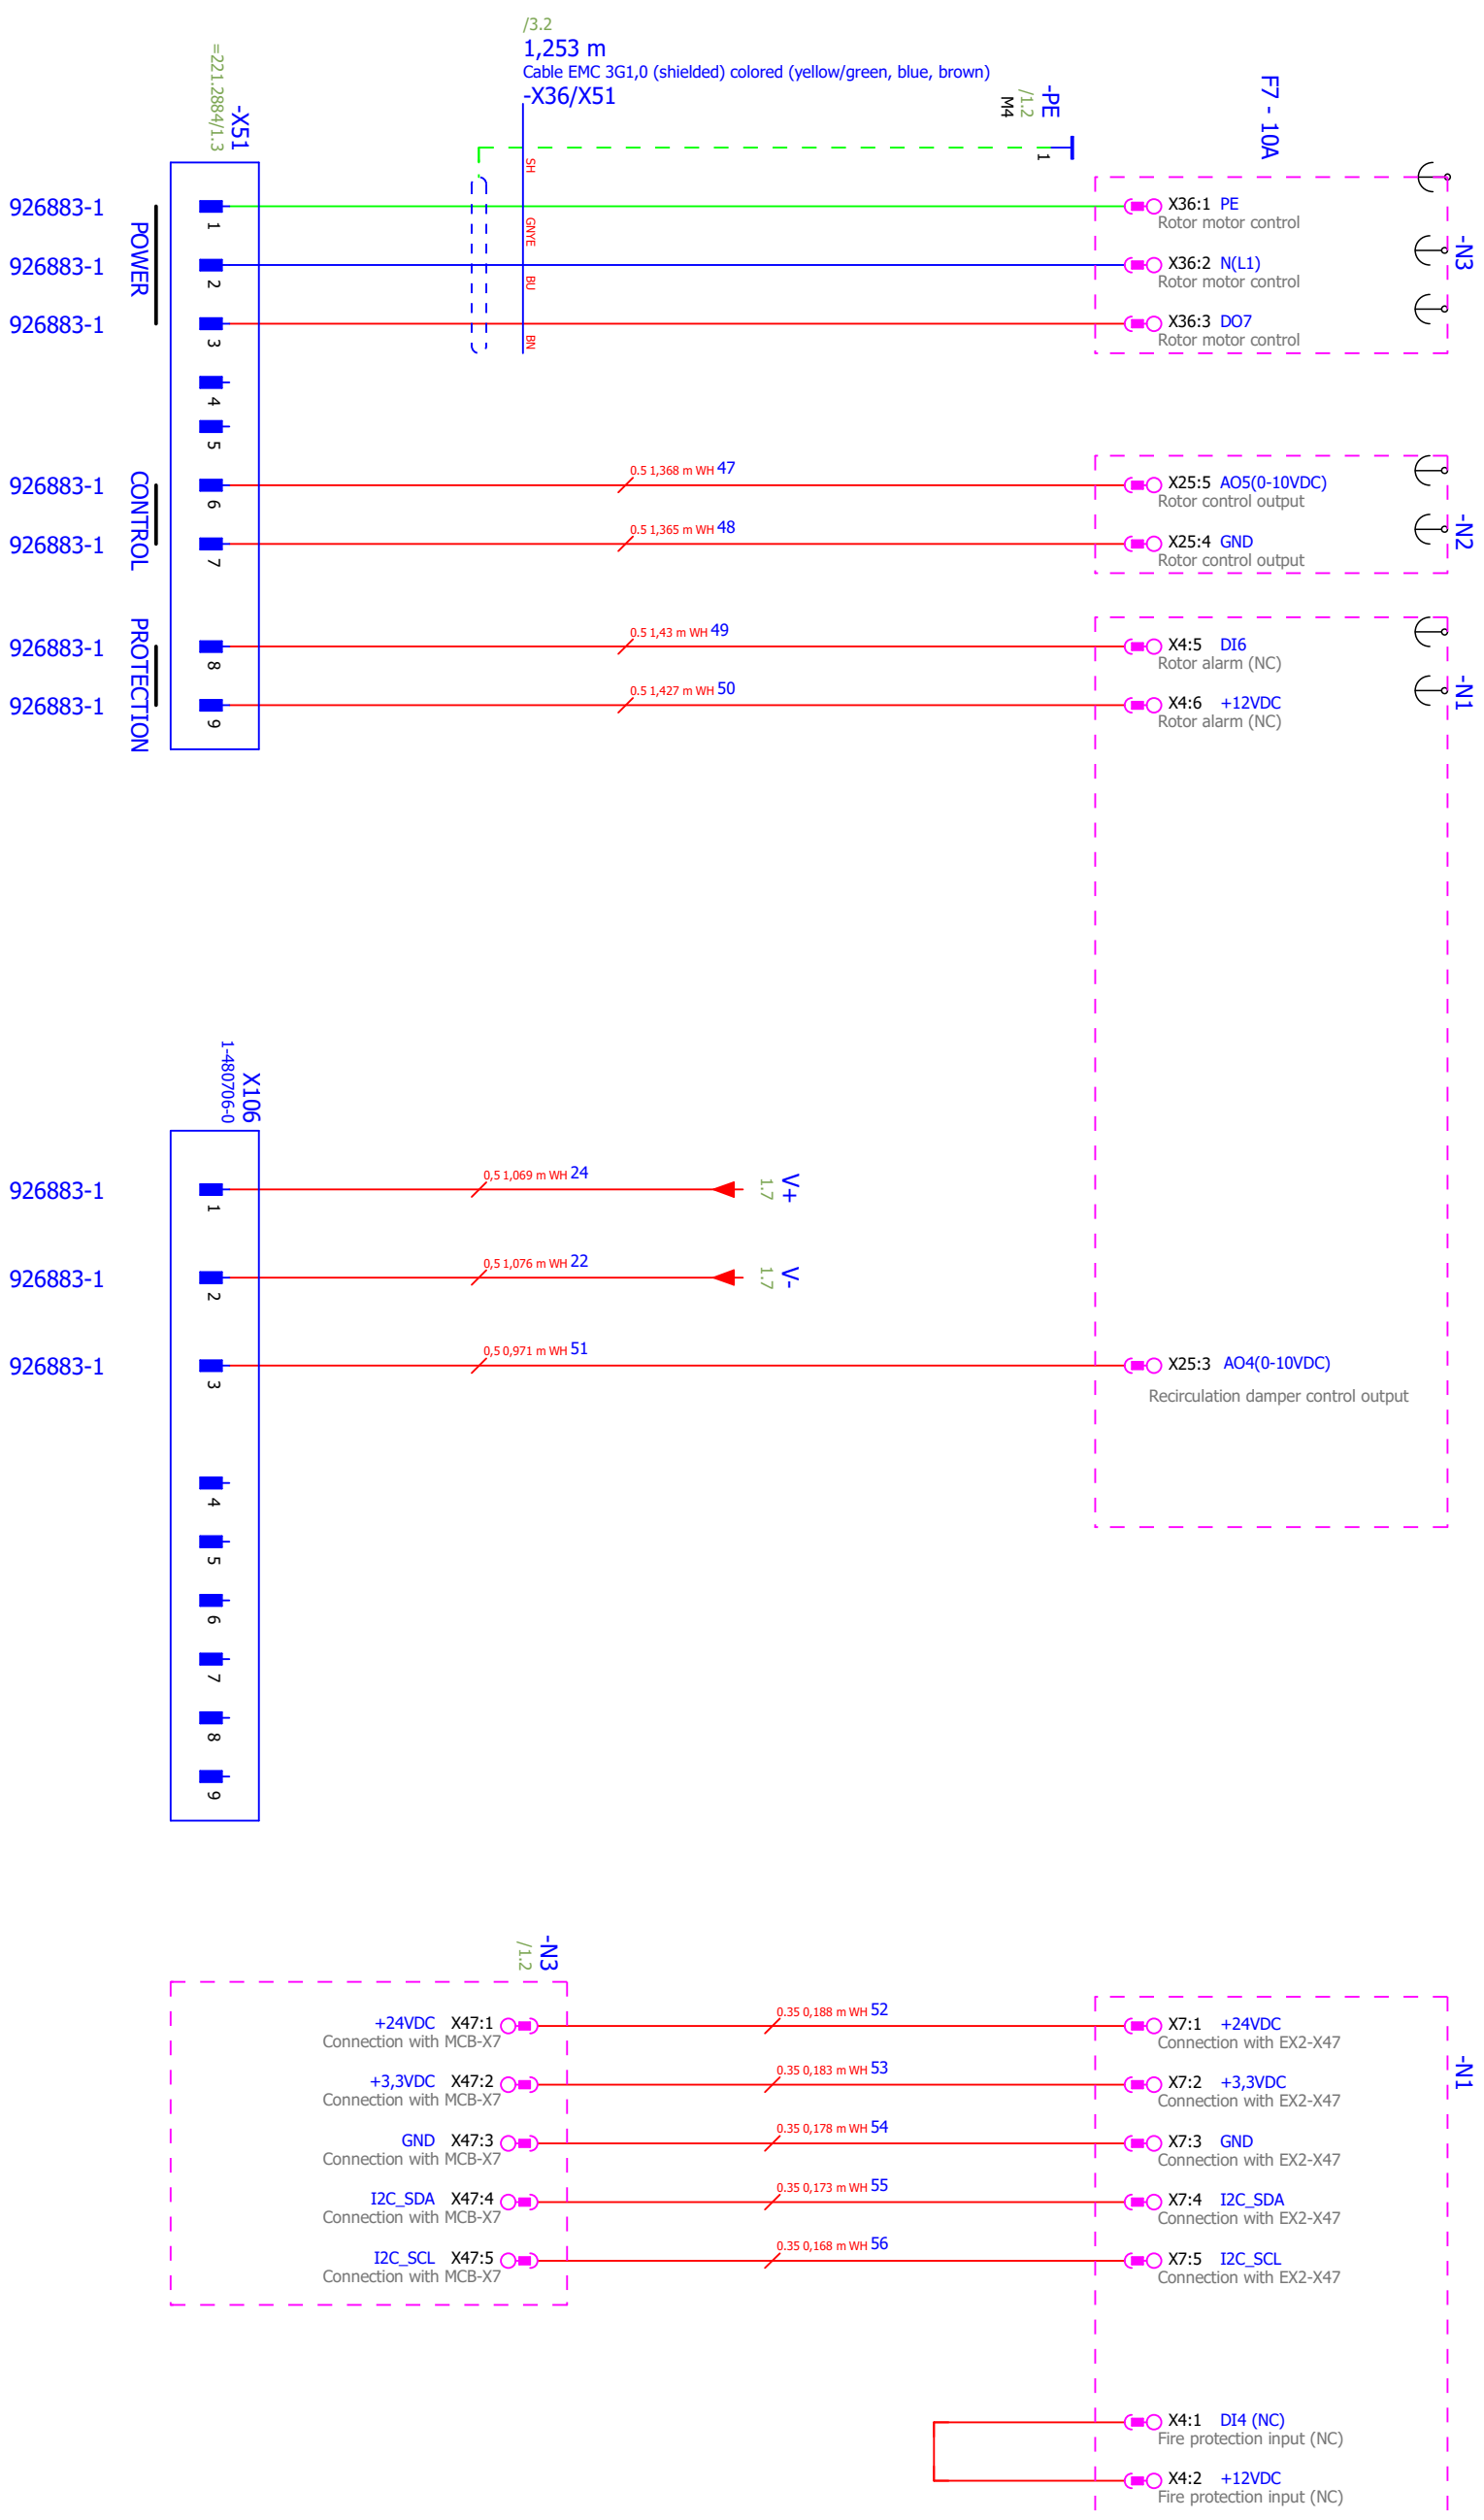 /3.2
1,253 m
Cable EMC 3G1,0 (shielded) colored (yellow/green, blue, brown)
-X36/X51
-PE
/1.2
M4
1
F7 - 10A
-X51
=221.2884/1.3
SH
GNYE
BU
BN
-N3
926883-1
1
X36:1 PE
Rotor motor control
926883-1
2
X36:2 N(L1)
Rotor motor control
926883-1
3
X36:3 DO7
Rotor motor control
POWER
4
5
-N2
926883-1
6
0.5 1,368 m WH 47
X25:5 AO5(0-10VDC)
Rotor control output
926883-1
7
0.5 1,365 m WH 48
X25:4 GND
Rotor control output
CONTROL
-N1
926883-1
8
0.5 1,43 m WH 49
X4:5 DI6
Rotor alarm (NC)
926883-1
9
0.5 1,427 m WH 50
X4:6 +12VDC
Rotor alarm (NC)
PROTECTION
X106
1-480706-0
926883-1
1
0,5 1,069 m WH 24
V+
1.7
926883-1
2
0,5 1,076 m WH 22
V-
1.7
926883-1
3
0,5 0,971 m WH 51
X25:3 AO4(0-10VDC)
Recirculation damper control output
4
5
6
7
8
9
-N3
/1.2
-N1
+24VDC X47:1
Connection with MCB-X7
0.35 0,188 m WH 52
X7:1 +24VDC
Connection with EX2-X47
+3,3VDC X47:2
Connection with MCB-X7
0.35 0,183 m WH 53
X7:2 +3,3VDC
Connection with EX2-X47
GND X47:3
Connection with MCB-X7
0.35 0,178 m WH 54
X7:3 GND
Connection with EX2-X47
I2C_SDA X47:4
Connection with MCB-X7
0.35 0,173 m WH 55
X7:4 I2C_SDA
Connection with EX2-X47
I2C_SCL X47:5
Connection with MCB-X7
0.35 0,168 m WH 56
X7:5 I2C_SCL
Connection with EX2-X47
X4:1 DI4 (NC)
Fire protection input (NC)
X4:2 +12VDC
Fire protection input (NC)